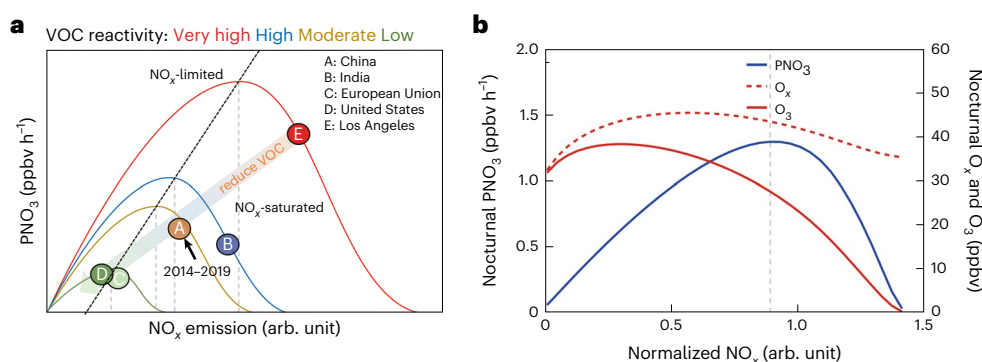 a
VOC reactivity: Very high High Moderate Low
NOx-limited
A: China
B: India
C: European Union
D: United States
E: Los Angeles
E
reduce VOC
NOx-saturated
A
B
2014–2019
D
C
PNO3 (ppbv h−1)
NOx emission (arb. unit)
b
2.0
1.5
1.0
0.5
0
Nocturnal PNO3 (ppbv h−1)
PNO3
Ox
O3
60
50
40
30
20
10
0
Nocturnal Ox and O3 (ppbv)
0
0.5
1.0
1.5
Normalized NOx (arb. unit)